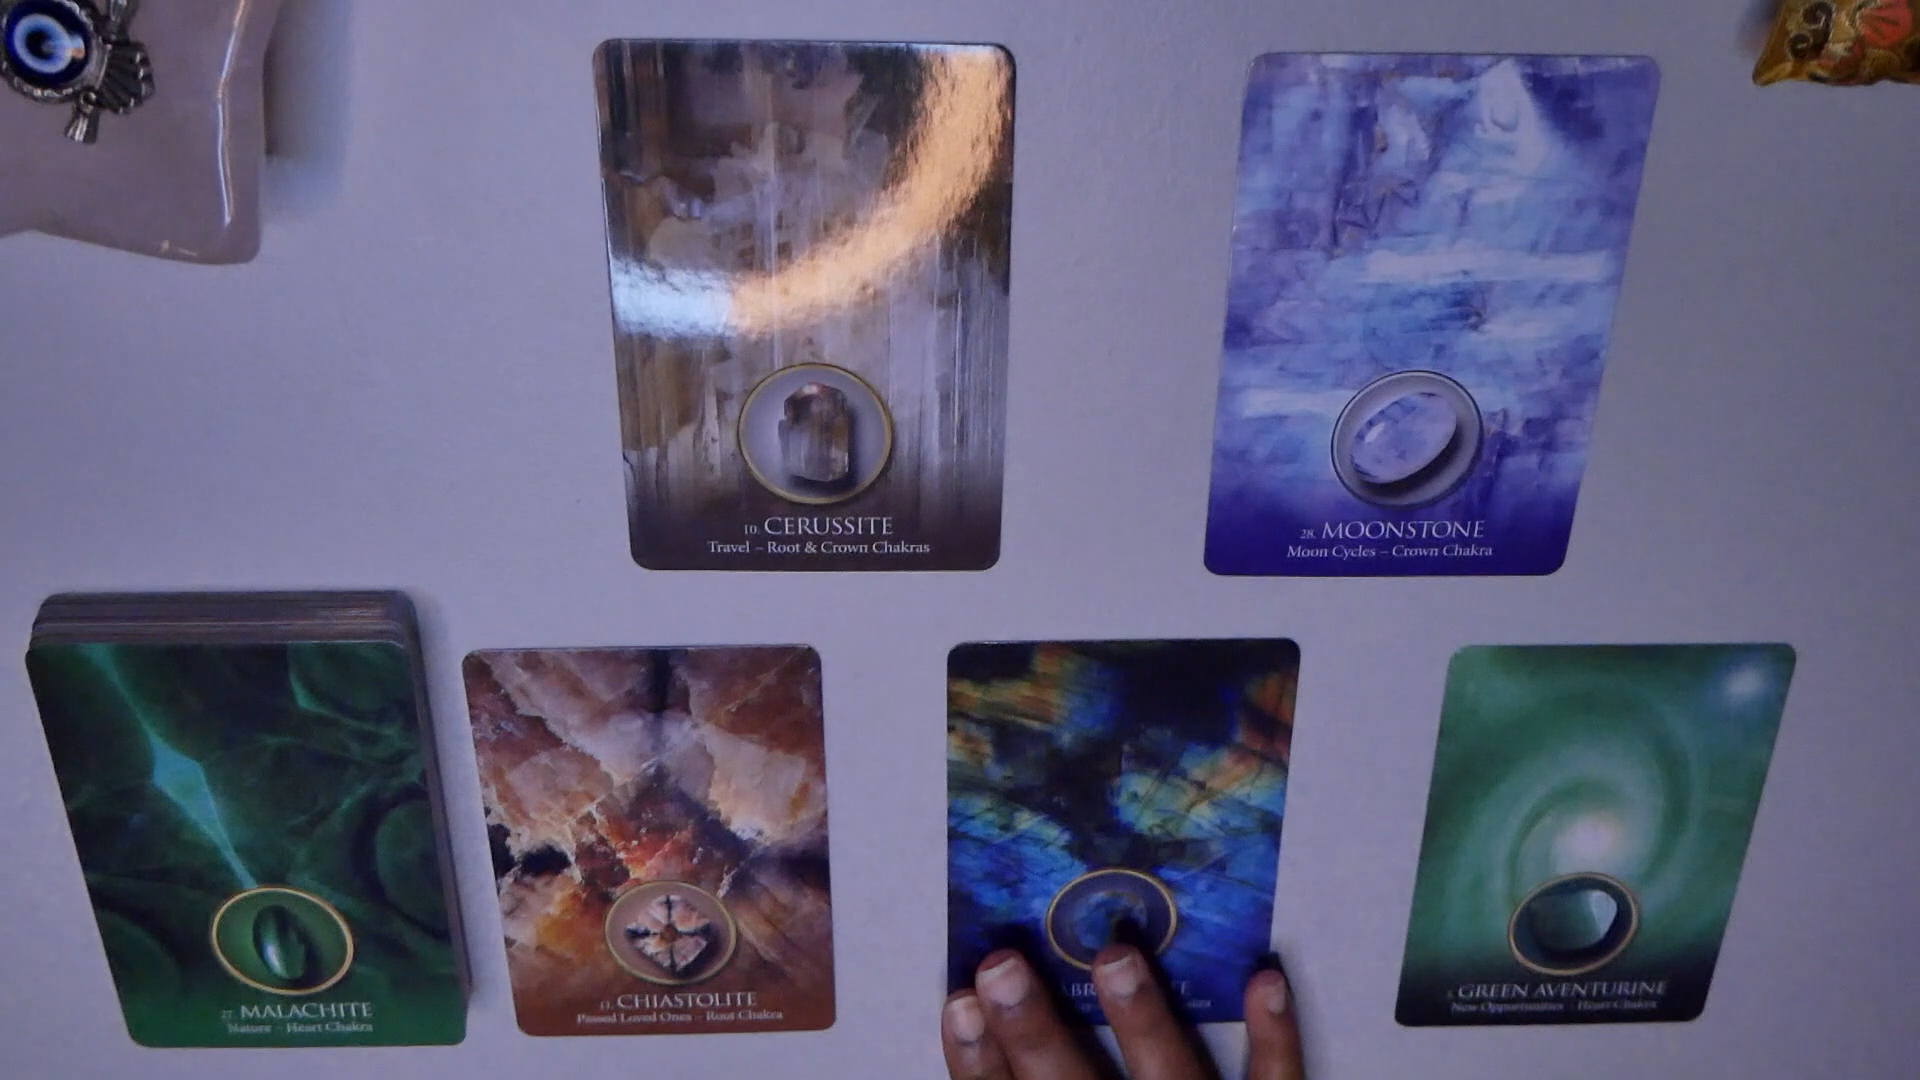 10. CERUSSITE
Travel – Root & Crown Chakras
28. MOONSTONE
Moon Cycles – Crown Chakra
27. MALACHITE
Nature – Heart Chakra
CHIASTOLITE
Passed Loved Ones – Root Chakra
GREEN AVENTURINE
New Opportunities – Heart Chakra